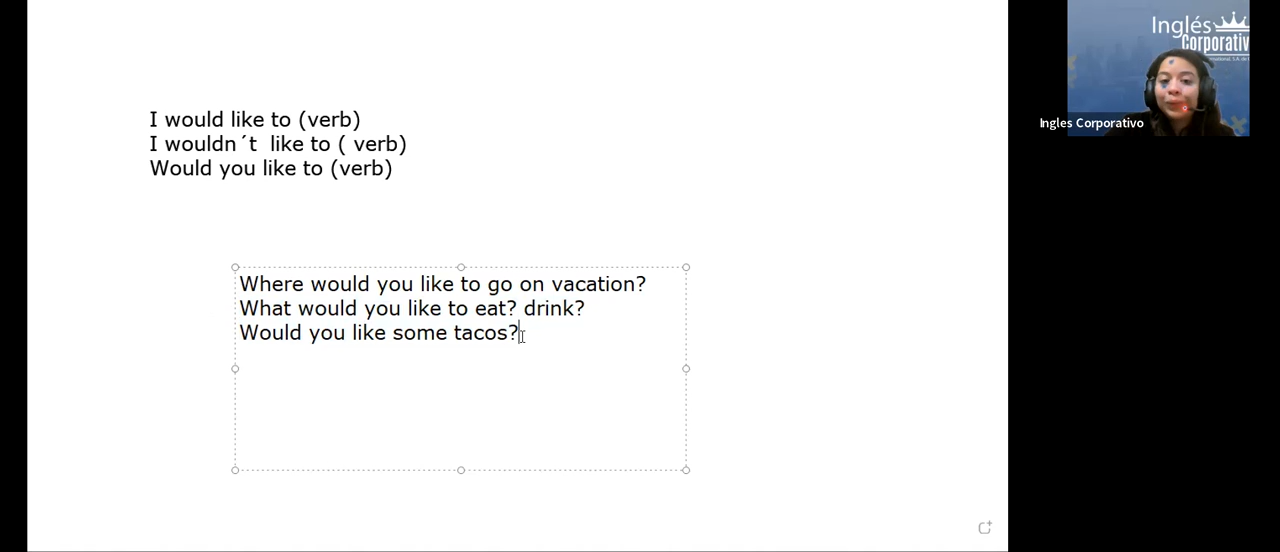 I would like to (verb)
I wouldn´t  like to ( verb)
Would you like to (verb)
Where would you like to go on vacation?
What would you like to eat? drink?
Would you like some tacos?
Inglés
Corporativ
Ingles Corporativo